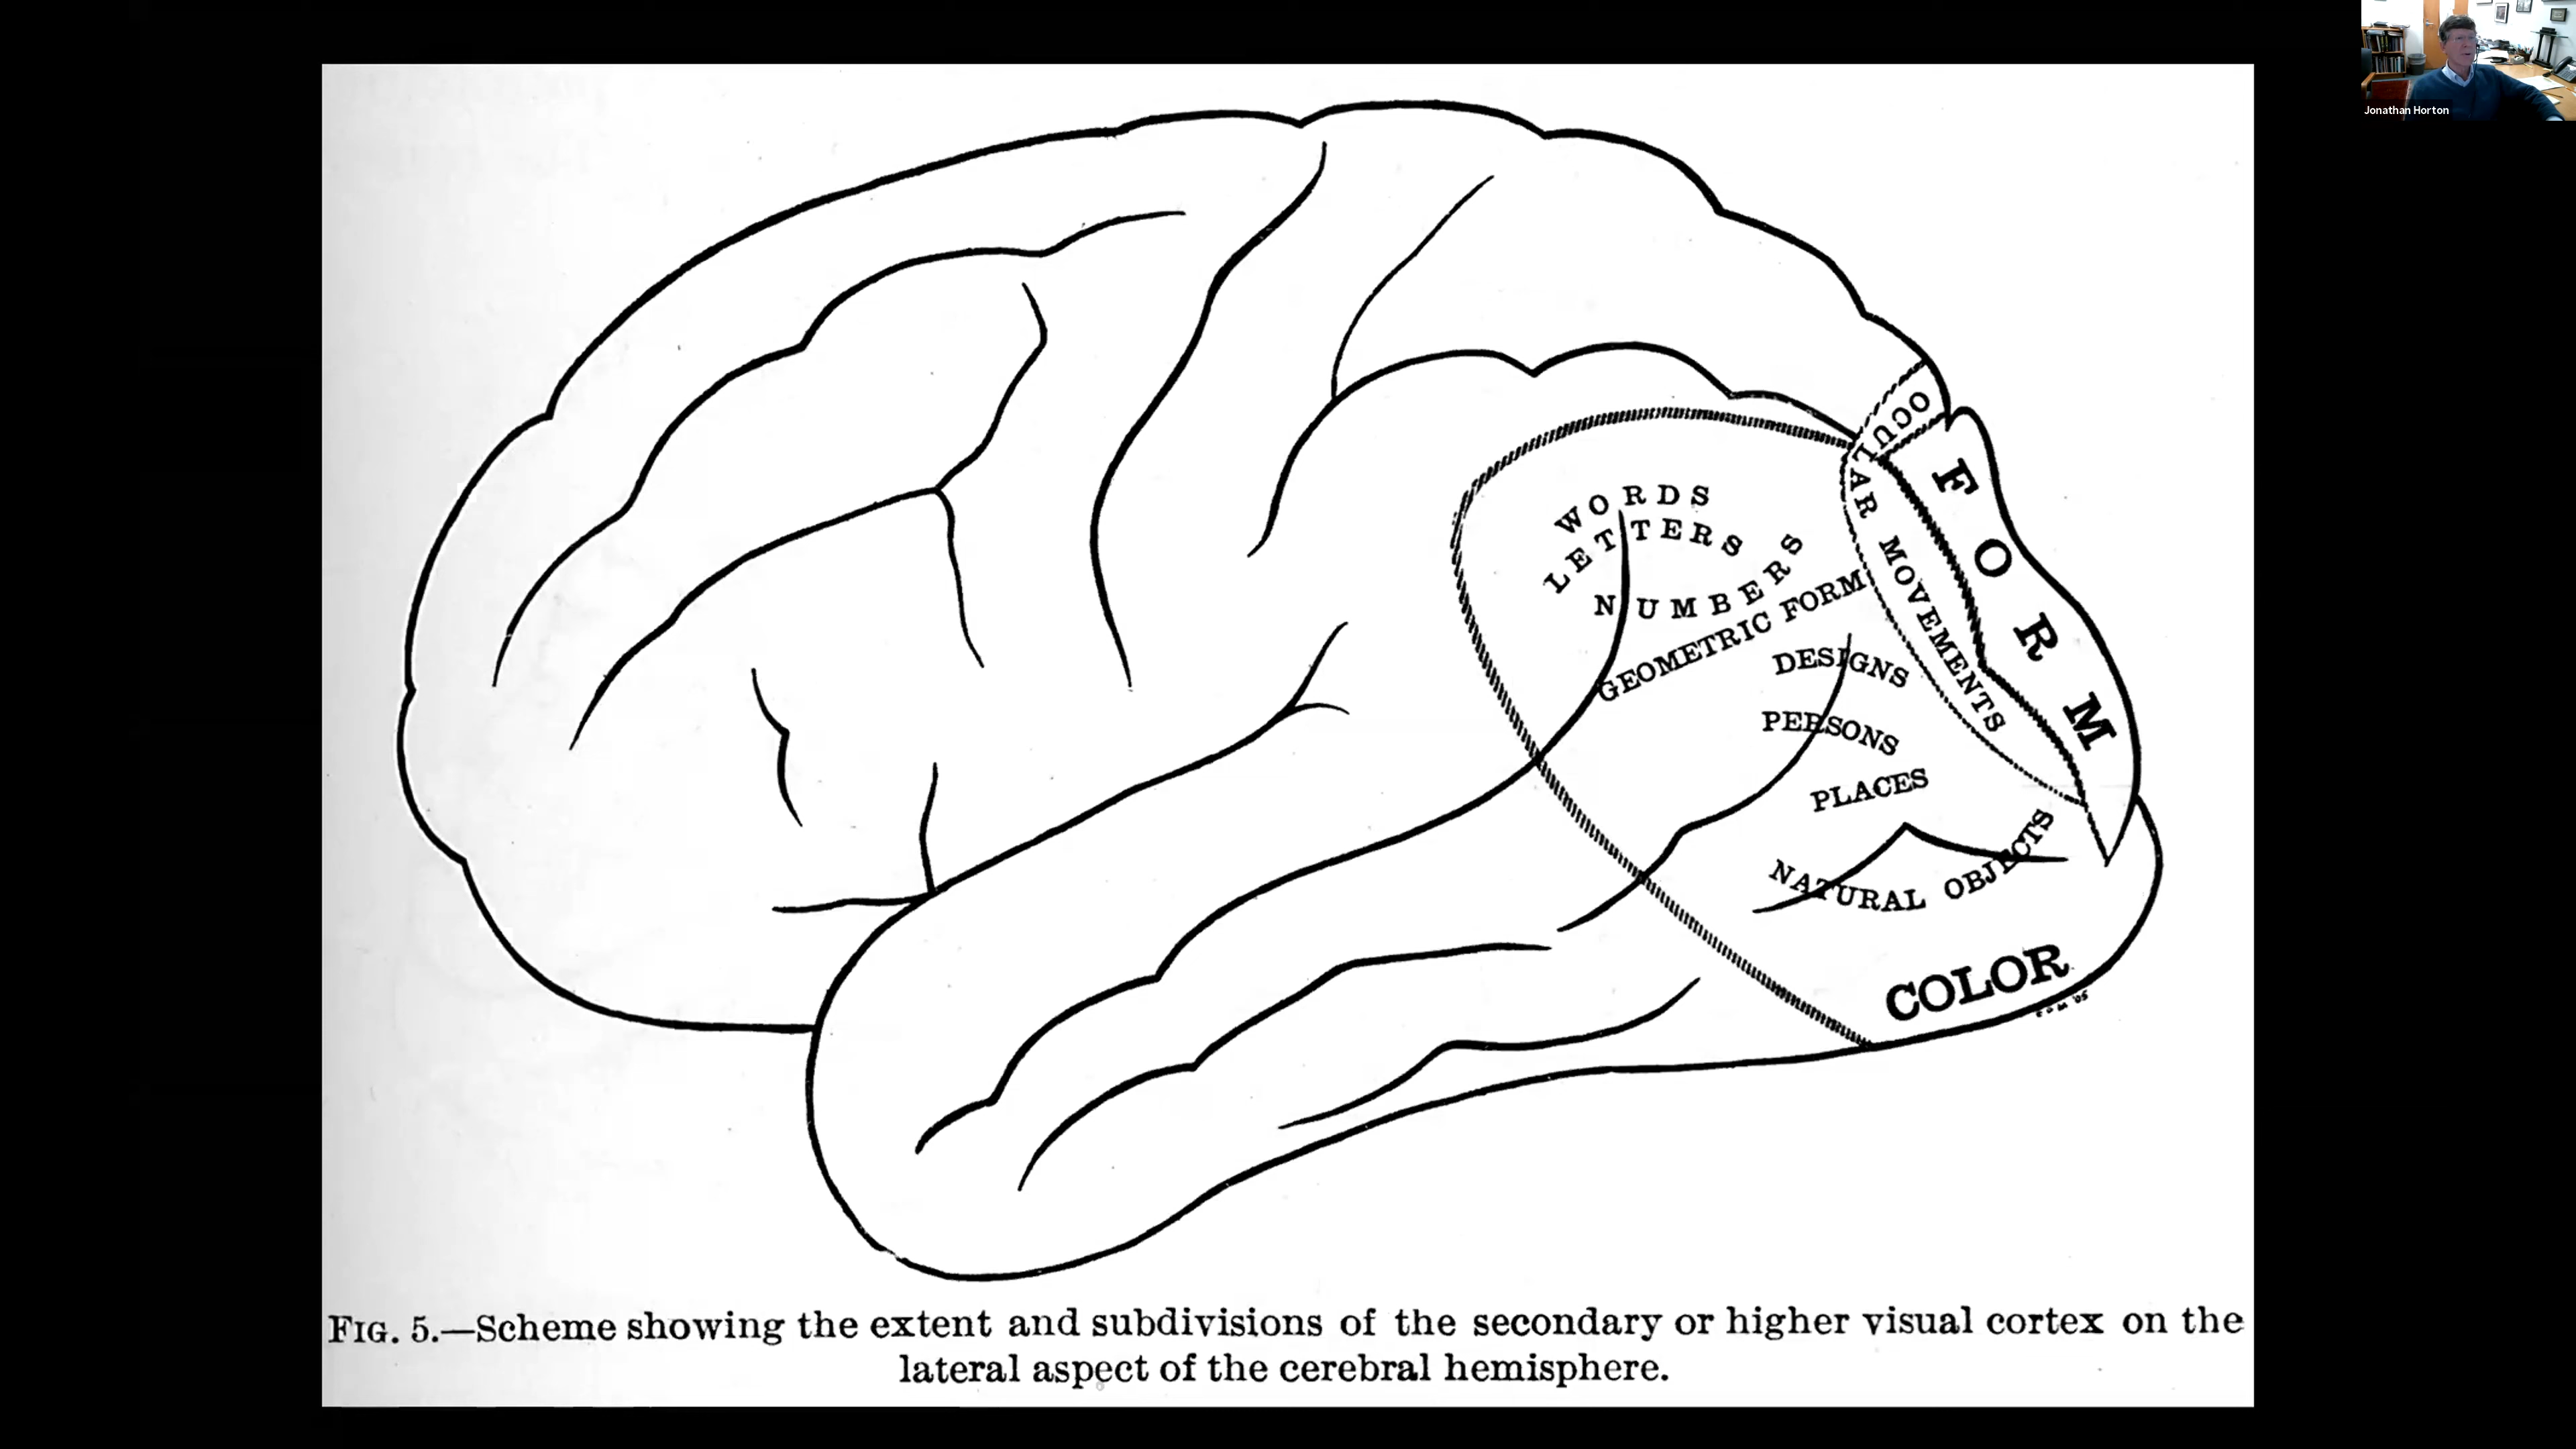 Jonathan Horton
OCULAR MOVEMENTS
FORM
WORDS
LETTERS
NUMBERS
GEOMETRIC FORM
DESIGNS
PERSONS
PLACES
NATURAL OBJECTS
COLOR
FIG. 5.—Scheme showing the extent and subdivisions of the secondary or higher visual cortex on the
lateral aspect of the cerebral hemisphere.